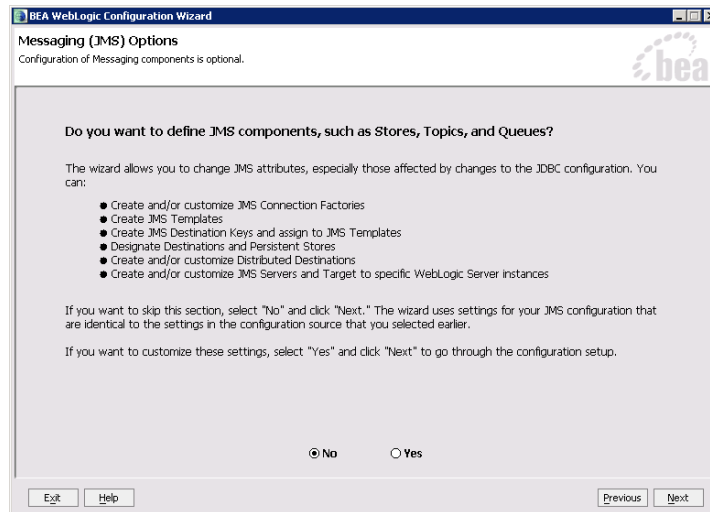 BEA WebLogic Configuration Wizard
Messaging (JMS) Options
Configuration of Messaging components is optional.
bea
Do you want to define JMS components, such as Stores, Topics, and Queues?
The wizard allows you to change JMS attributes, especially those affected by changes to the JDBC configuration. You
can:
● Create and/or customize JMS Connection Factories
● Create JMS Templates
● Create JMS Destination Keys and assign to JMS Templates
● Designate Destinations and Persistent Stores
● Create and/or customize Distributed Destinations
● Create and/or customize JMS Servers and Target to specific WebLogic Server instances
If you want to skip this section, select "No" and click "Next." The wizard uses settings for your JMS configuration that
are identical to the settings in the configuration source that you selected earlier.
If you want to customize these settings, select "Yes" and click "Next" to go through the configuration setup.
No Yes
Exit Help Previous Next